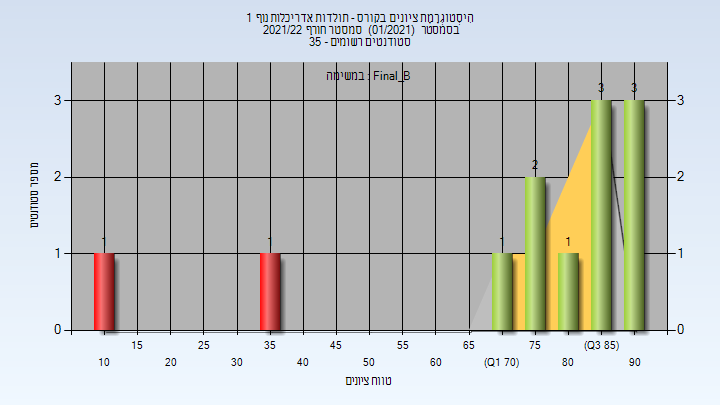 היסטוגרמת ציונים בקורס - תולדות אדריכלות נוף 1
בסמסטר (01/2021) סמסטר חורף 2021/22
סטודנטים רשומים - 35
במשימה : Final_B
מספר סטודנטים
3 3 3 3
2 2 2
1 1 1 1 1 1
0 0
15 25 35 45 55 65 75 (Q3 85)
10 20 30 40 50 60 (Q1 70) 80 90
טווח ציונים